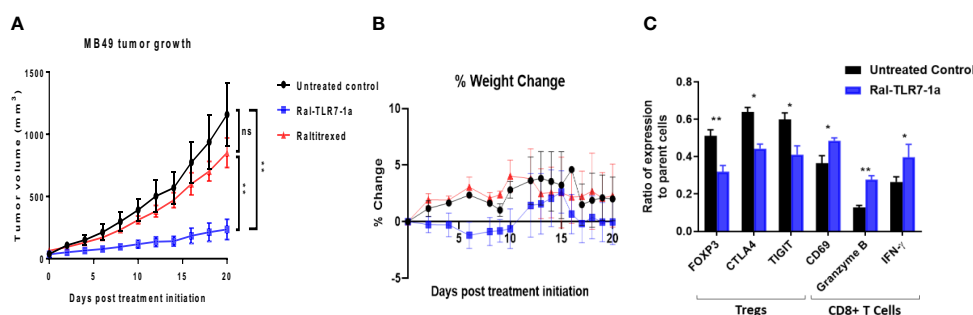 A
MB49 tumor growth
Tumor volume (mm3)
1500
1000
500
0
0
5
10
15
20
Days post treatment initiation
Untreated control
Ral-TLR7-1a
Raltitrexed
ns
**
**
B
% Weight Change
% Change
10
5
0
-5
5
10
15
20
Days post treatment initiation
C
Untreated Control
Ral-TLR7-1a
Ratio of expression
to parent cells
0.8
0.6
0.4
0.2
0.0
**
*
*
*
**
*
FOXP3
CTLA4
TIGIT
CD69
Granzyme B
IFN-γ
Tregs
CD8+ T Cells